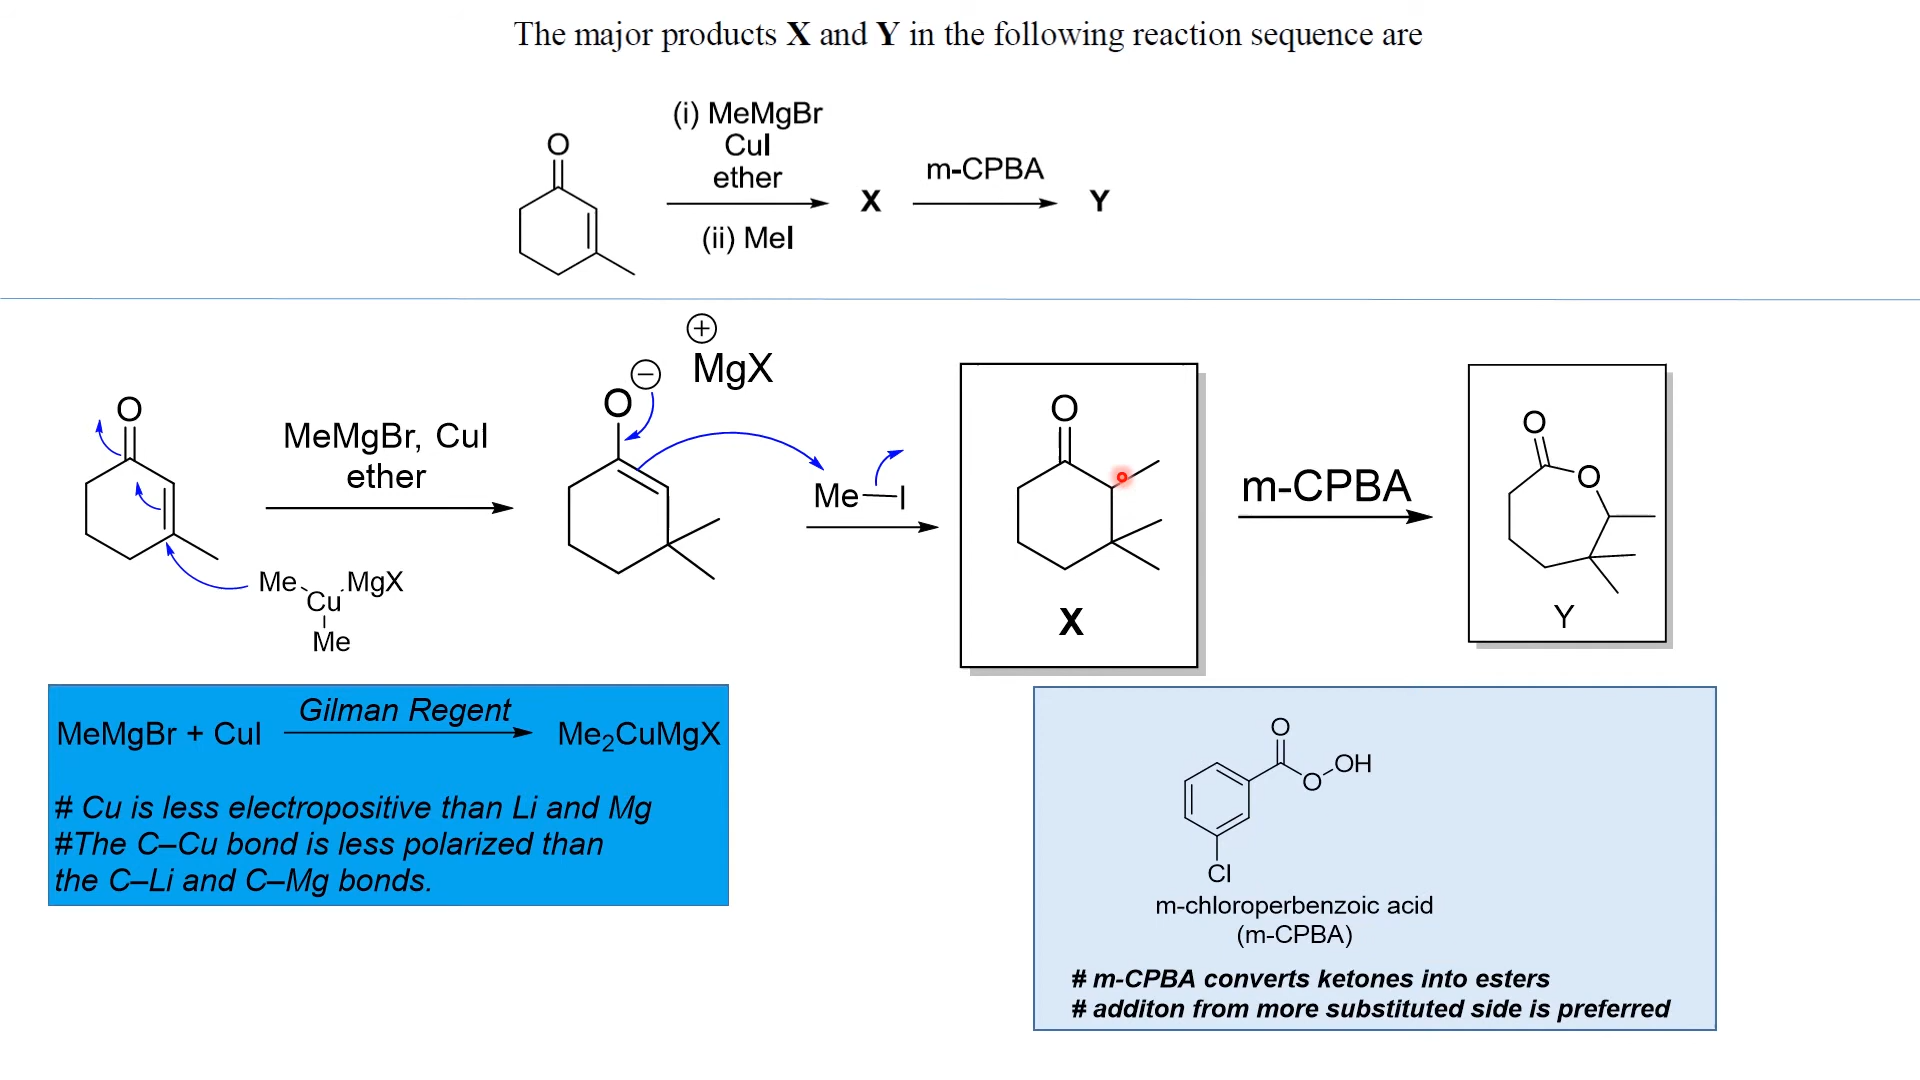 The major products X and Y in the following reaction sequence are
(i) MeMgBr
CuI
ether
(ii) MeI
O
X
m-CPBA
Y
O
MeMgBr, CuI
ether
Me
Cu
MgX
Me
O
−
+
MgX
Me I
O
X
m-CPBA
O
O
Y
Gilman Regent
MeMgBr + CuI
Me2CuMgX
# Cu is less electropositive than Li and Mg
#The C–Cu bond is less polarized than
the C–Li and C–Mg bonds.
O
O
OH
Cl
m-chloroperbenzoic acid
(m-CPBA)
# m-CPBA converts ketones into esters
# additon from more substituted side is preferred